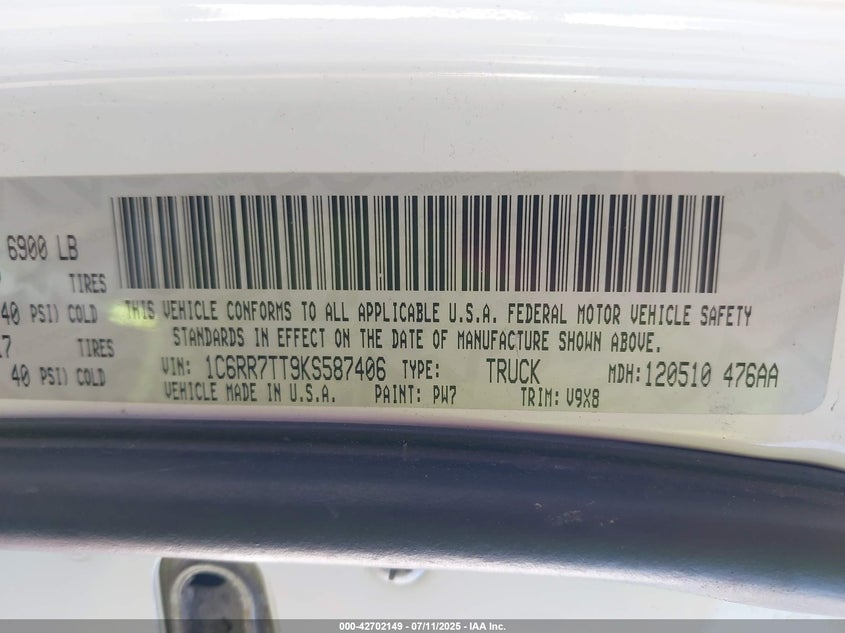 6900 LB
TIRES
40 PSI) COLD
TIRES
40 PSI) COLD
THIS VEHICLE CONFORMS TO ALL APPLICABLE U.S.A. FEDERAL MOTOR VEHICLE SAFETY
STANDARDS IN EFFECT ON THE DATE OF MANUFACTURE SHOWN ABOVE.
VIN: 1C6RR7TT9KS587406 TYPE: TRUCK MDH: 120510 476AA
VEHICLE MADE IN U.S.A. PAINT: PW7 TRIM: V9X8
000-42702149 - 07/11/2025 - IAA Inc.